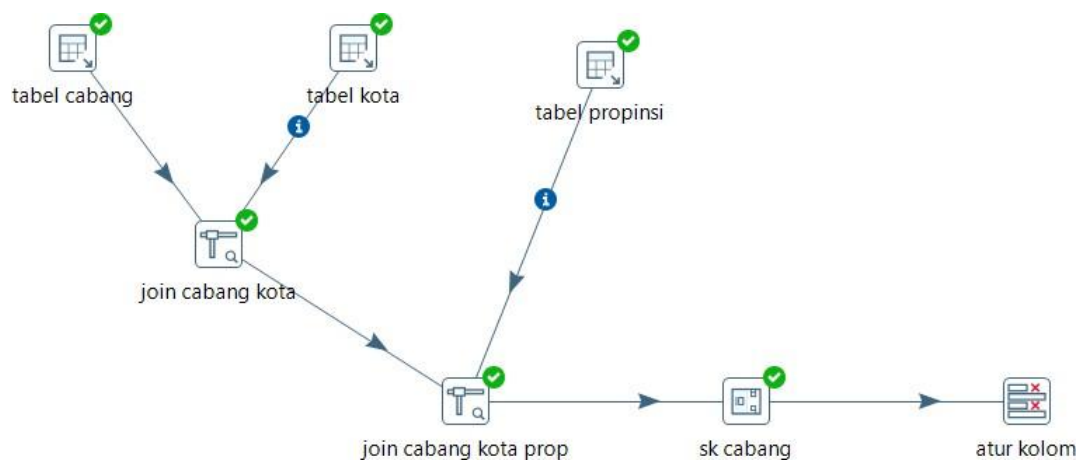 tabel cabang
tabel kota
tabel propinsi
join cabang kota
join cabang kota prop
sk cabang
atur kolom